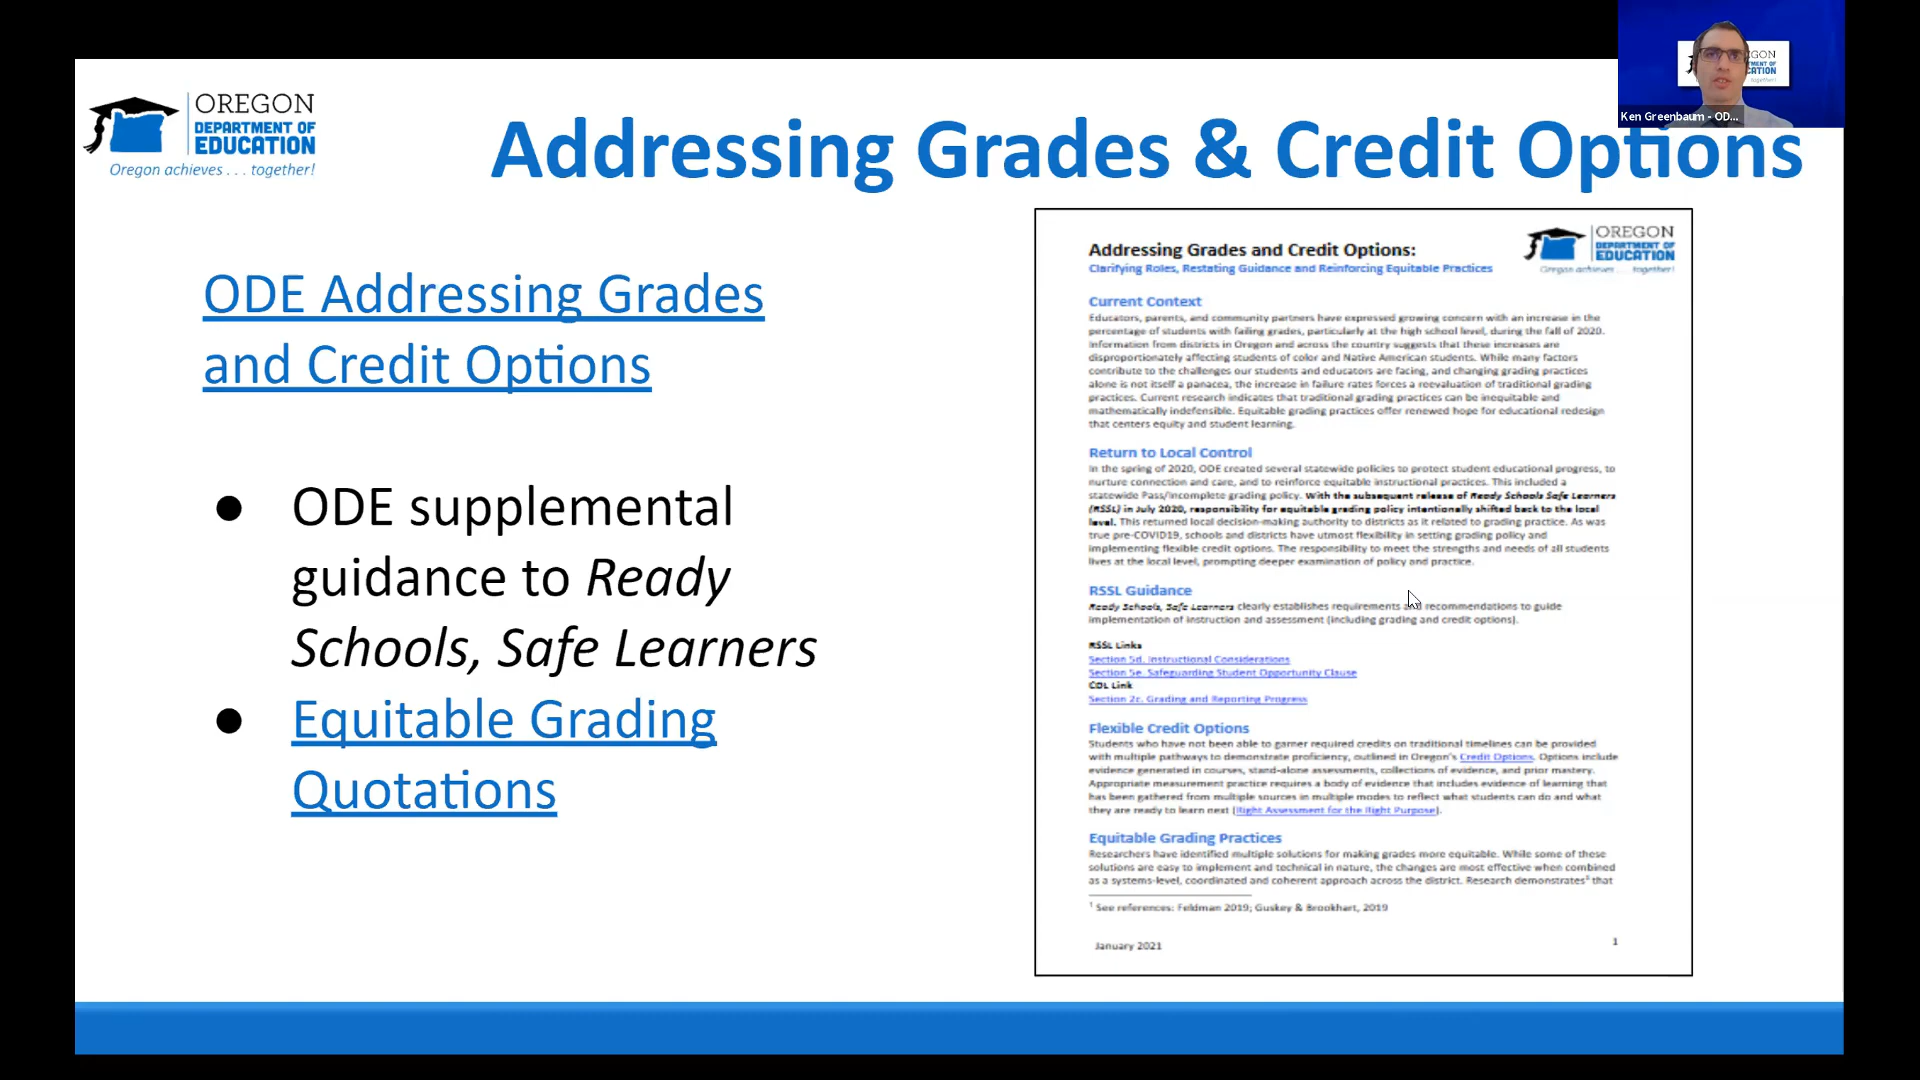 OREGON
DEPARTMENT OF
EDUCATION
Oregon achieves . . . together!
Addressing Grades & Credit Options
Ken Greenbaum - OD...
ODE Addressing Grades
and Credit Options
● ODE supplemental
guidance to Ready
Schools, Safe Learners
● Equitable Grading
Quotations
OREGON
DEPARTMENT OF
EDUCATION
Oregon achieves . . . together!
Addressing Grades and Credit Options:
Clarifying Roles, Restating Guidance and Reinforcing Equitable Practices
Current Context
Educators, parents, and community partners have expressed growing concern with an increase in the
percentage of students with failing grades, particularly at the high school level, during the fall of 2020.
Information from districts in Oregon and across the country suggests that these increases are
disproportionately affecting students of color and Native American students. While many factors
contribute to the challenges our students and educators are facing, and changing grading practices
alone is not itself a panacea, the increase in failure rates forces a reevaluation of traditional grading
practices. Current research indicates that traditional grading practices can be inequitable and
mathematically indefensible. Equitable grading practices offer renewed hope for educational redesign
that centers equity and student learning.
Return to Local Control
In the spring of 2020, ODE created several statewide policies to protect student educational progress, to
nurture connection and care, and to reinforce equitable instructional practices. This included a
statewide Pass/Incomplete grading policy. With the subsequent release of Ready Schools Safe Learners
(RSSL) in July 2020, responsibility for equitable grading policy intentionally shifted back to the local
level. This returned local decision-making authority to districts as it related to grading practice. As was
true pre-COVID19, schools and districts have utmost flexibility in setting grading policy and
implementing flexible credit options. The responsibility to meet the strengths and needs of all students
lives at the local level, prompting deeper examination of policy and practice.
RSSL Guidance
Ready Schools, Safe Learners clearly establishes requirements and recommendations to guide
implementation of instruction and assessment (including grading and credit options).
RSSL Links
Section 5d. Instructional Considerations
Section 5e. Safeguarding Student Opportunity Clause
CDL Link
Section 2c. Grading and Reporting Progress
Flexible Credit Options
Students who have not been able to garner required credits on traditional timelines can be provided
with multiple pathways to demonstrate proficiency, outlined in Oregon's Credit Options. Options include
evidence generated in courses, stand-alone assessments, collections of evidence, and prior mastery.
Appropriate measurement practice requires a body of evidence that includes evidence of learning that
has been gathered from multiple sources in multiple modes to reflect what students can do and what
they are ready to learn next (Right Assessment for the Right Purpose).
Equitable Grading Practices
Researchers have identified multiple solutions for making grades more equitable. While some of these
solutions are easy to implement and technical in nature, the changes are most effective when combined
as a systems-level, coordinated and coherent approach across the district. Research demonstrates¹ that
¹ See references: Feldman 2019; Guskey & Brookhart, 2019
January 2021
1